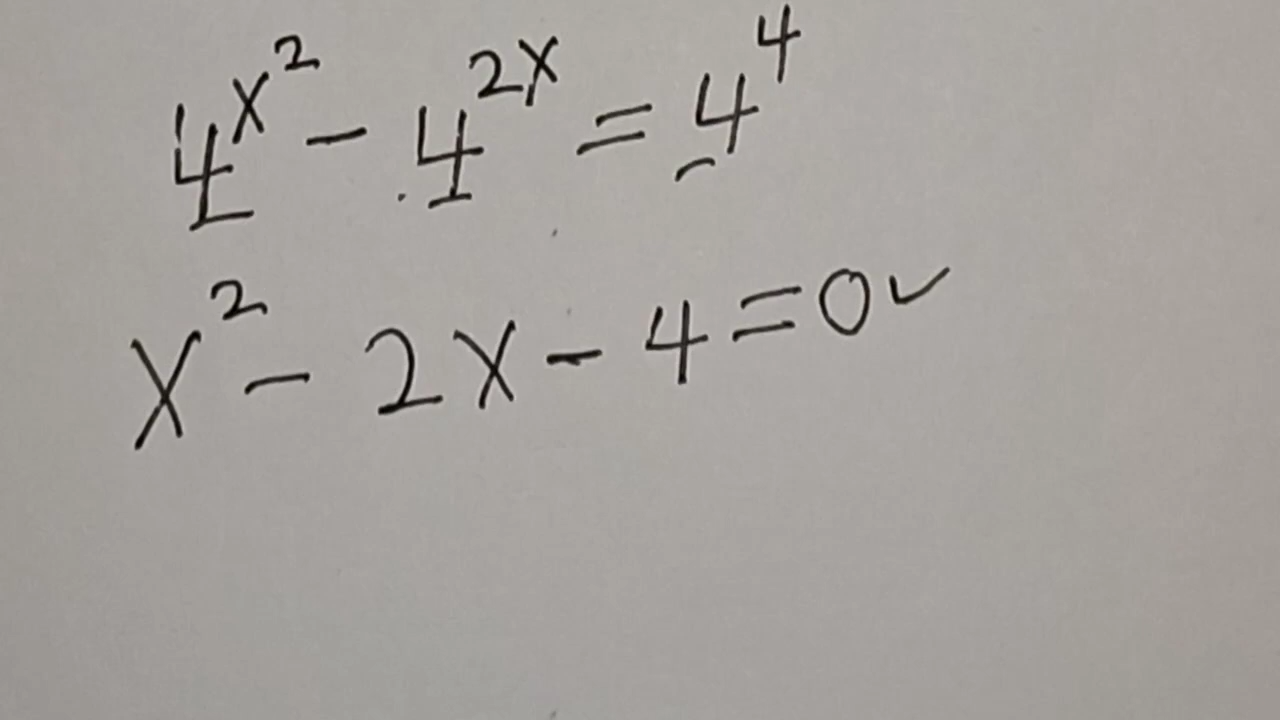 4^{x^2} - 4^{2x} = 4^4
x^2 - 2x - 4 = 0 ✓